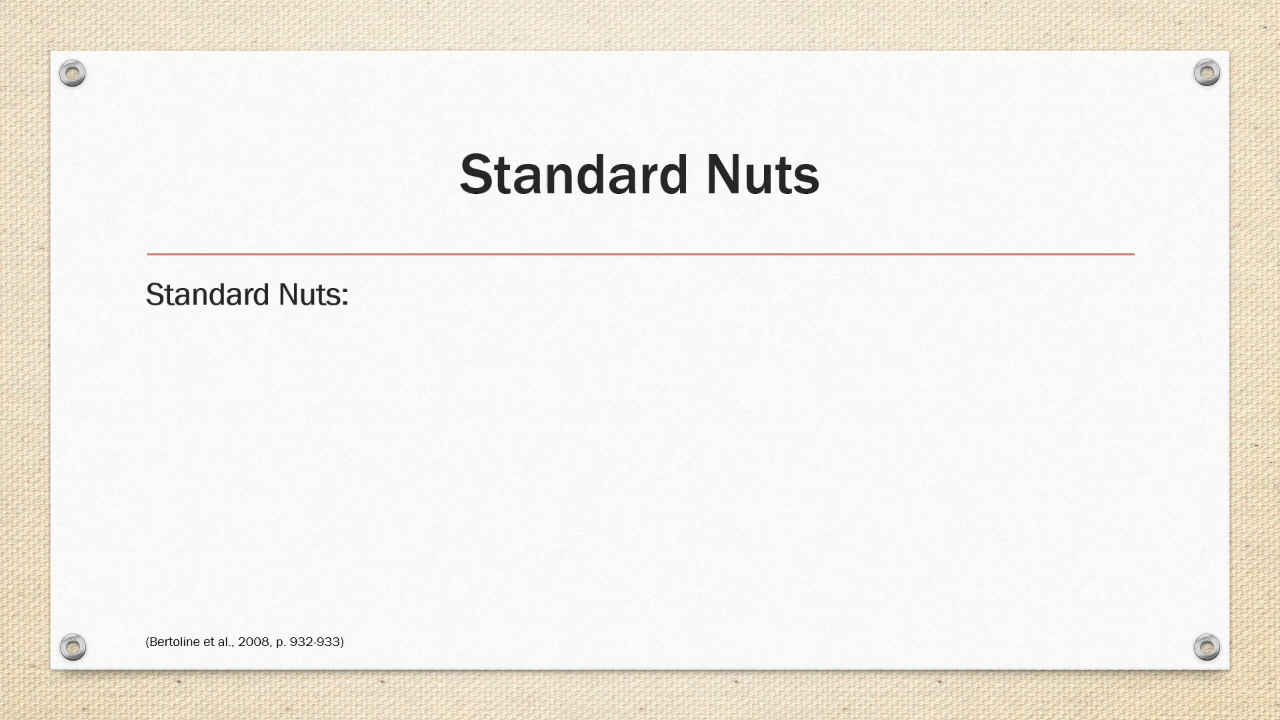 Standard Nuts
Standard Nuts:
(Bertoline et al., 2008, p. 932-933)